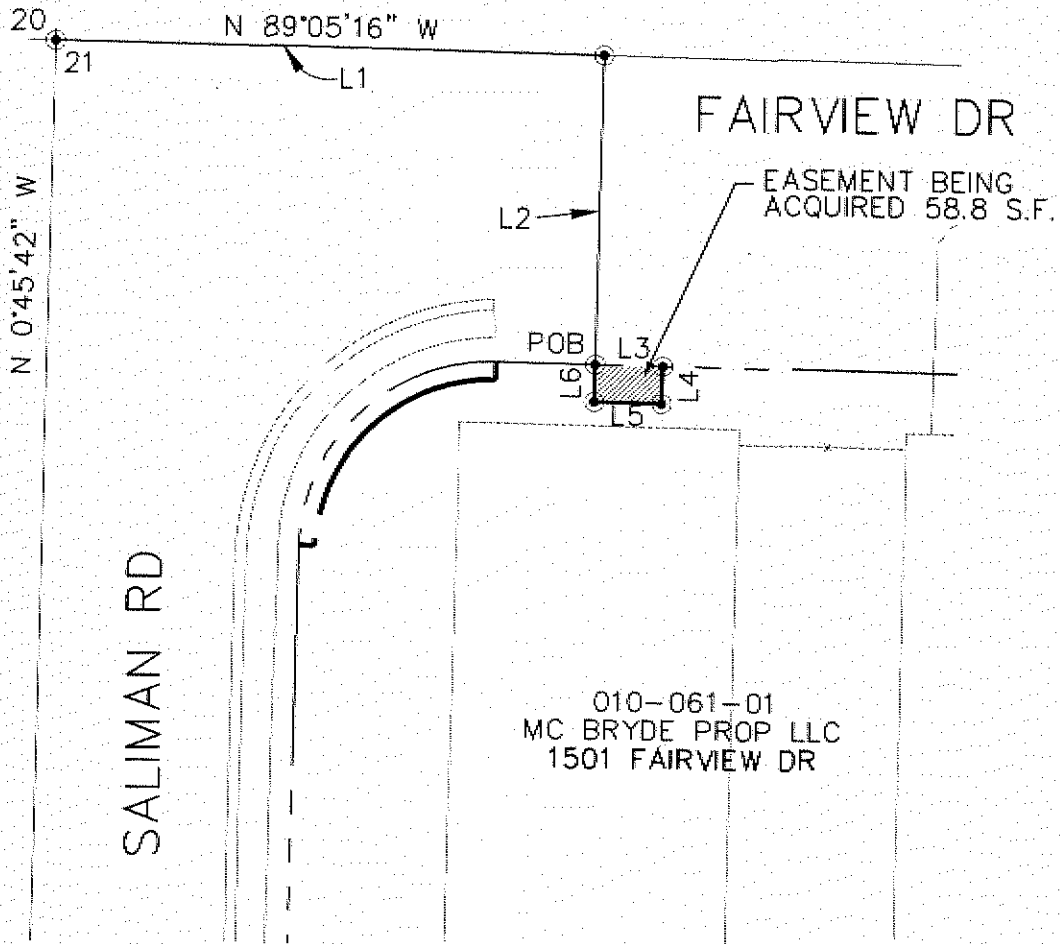 20
N 89°05'16" W
21
L1
FAIRVIEW DR
EASEMENT BEING
ACQUIRED 58.8 S.F.
L2
N 0°45'42" W
POB
L3
L6
L4
L5
SALIMAN RD
010-061-01
MC BRYDE PROP LLC
1501 FAIRVIEW DR